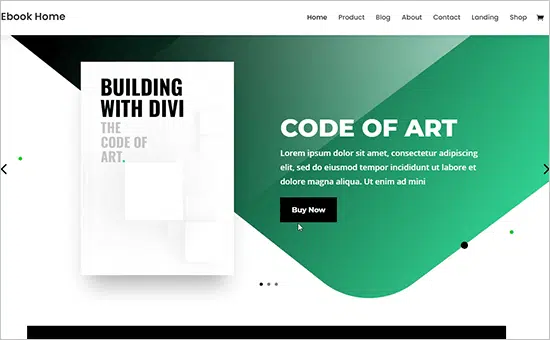 Ebook Home
Home Product Blog About Contact Landing Shop
BUILDING
WITH DIVI
THE
CODE OF
ART.
CODE OF ART
Lorem ipsum dolor sit amet, consectetur adipiscing
elit, sed do eiusmod tempor incididunt ut labore et
dolore magna aliqua. Ut enim ad mini
Buy Now